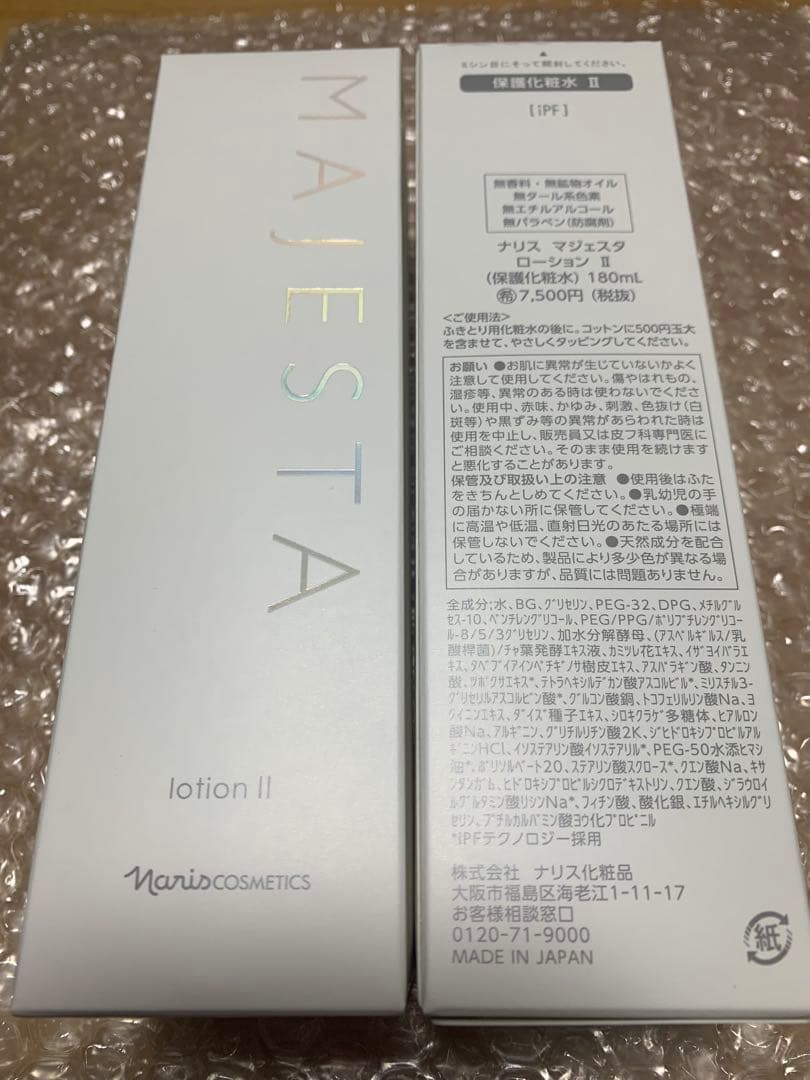 MAJESTA
lotion II
naris COSMETICS
ミシン目にそって開封してください。
保護化粧水 II
[iPF]
無香料・無鉱物オイル
無タール系色素
無エチルアルコール
無パラベン(防腐剤)
ナリス マジェスタ
ローション II
(保護化粧水) 180mL
希7,500円 (税抜)
<ご使用法>
ふきとり用化粧水の後に。コットンに500円玉大
を含ませて、やさしくタッピングしてください。
お願い ●お肌に異常が生じていないかよく
注意して使用してください。傷やはれもの、
湿疹等、異常のある時は使わないでくださ
い。使用中、赤味、かゆみ、刺激、色抜け(白
斑等)や黒ずみ等の異常があらわれた時は
使用を中止し、販売員又は皮フ科専門医に
ご相談ください。そのまま使用を続けます
と悪化することがあります。
保管及び取扱い上の注意 ●使用後はふた
をきちんとしめてください。●乳幼児の手
の届かない所に保管してください。●極端
に高温や低温、直射日光のあたる場所には
保管しないでください。●天然成分を配合
しているため、製品により多少色が異なる場
合がありますが、品質には問題ありません。
全成分;水、BG、グリセリン、PEG-32、DPG、メチルグル
セス-10、ペンチレングリコール、PEG/PPG/ポリブチレングリコ
ール-8/5/3グリセリン、加水分解酵母、(アスペルギルス/乳
酸桿菌)/チャ葉発酵エキス液、カミツレ花エキス、イザヨイバラエ
キス、タベブイアインペチギノサ樹皮エキス、アスパラギン酸、タンニン
酸、ツボクサエキス*、テトラヘキシルデカン酸アスコルビル*、ミリスチル3-
グリセリルアスコルビン酸*、グルコン酸銅、トコフェリルリン酸Na、ヨ
クイニンエキス、ダイズ種子エキス、シロキクラゲ多糖体、ヒアルロン
酸Na、アルギニン、グリチルリチン酸2K、ジヒドロキシプロピルアル
ギニンHCl、イソステアリン酸イソステアリル*、PEG-50水添ヒマシ
油*、ポリソルベート20、ステアリン酸スクロース*、クエン酸Na、キサ
ンタンガム、ヒドロキシプロピルシクロデキストリン、クエン酸、ジラウロイ
ルグルタミン酸リシンNa*、フィチン酸、酸化銀、エチルヘキシルグリ
セリン、ブチルカルバミン酸ヨウ化プロピニル
*iPFテクノロジー採用
株式会社 ナリス化粧品
大阪市福島区海老江1-11-17
お客様相談窓口
0120-71-9000
MADE IN JAPAN
紙